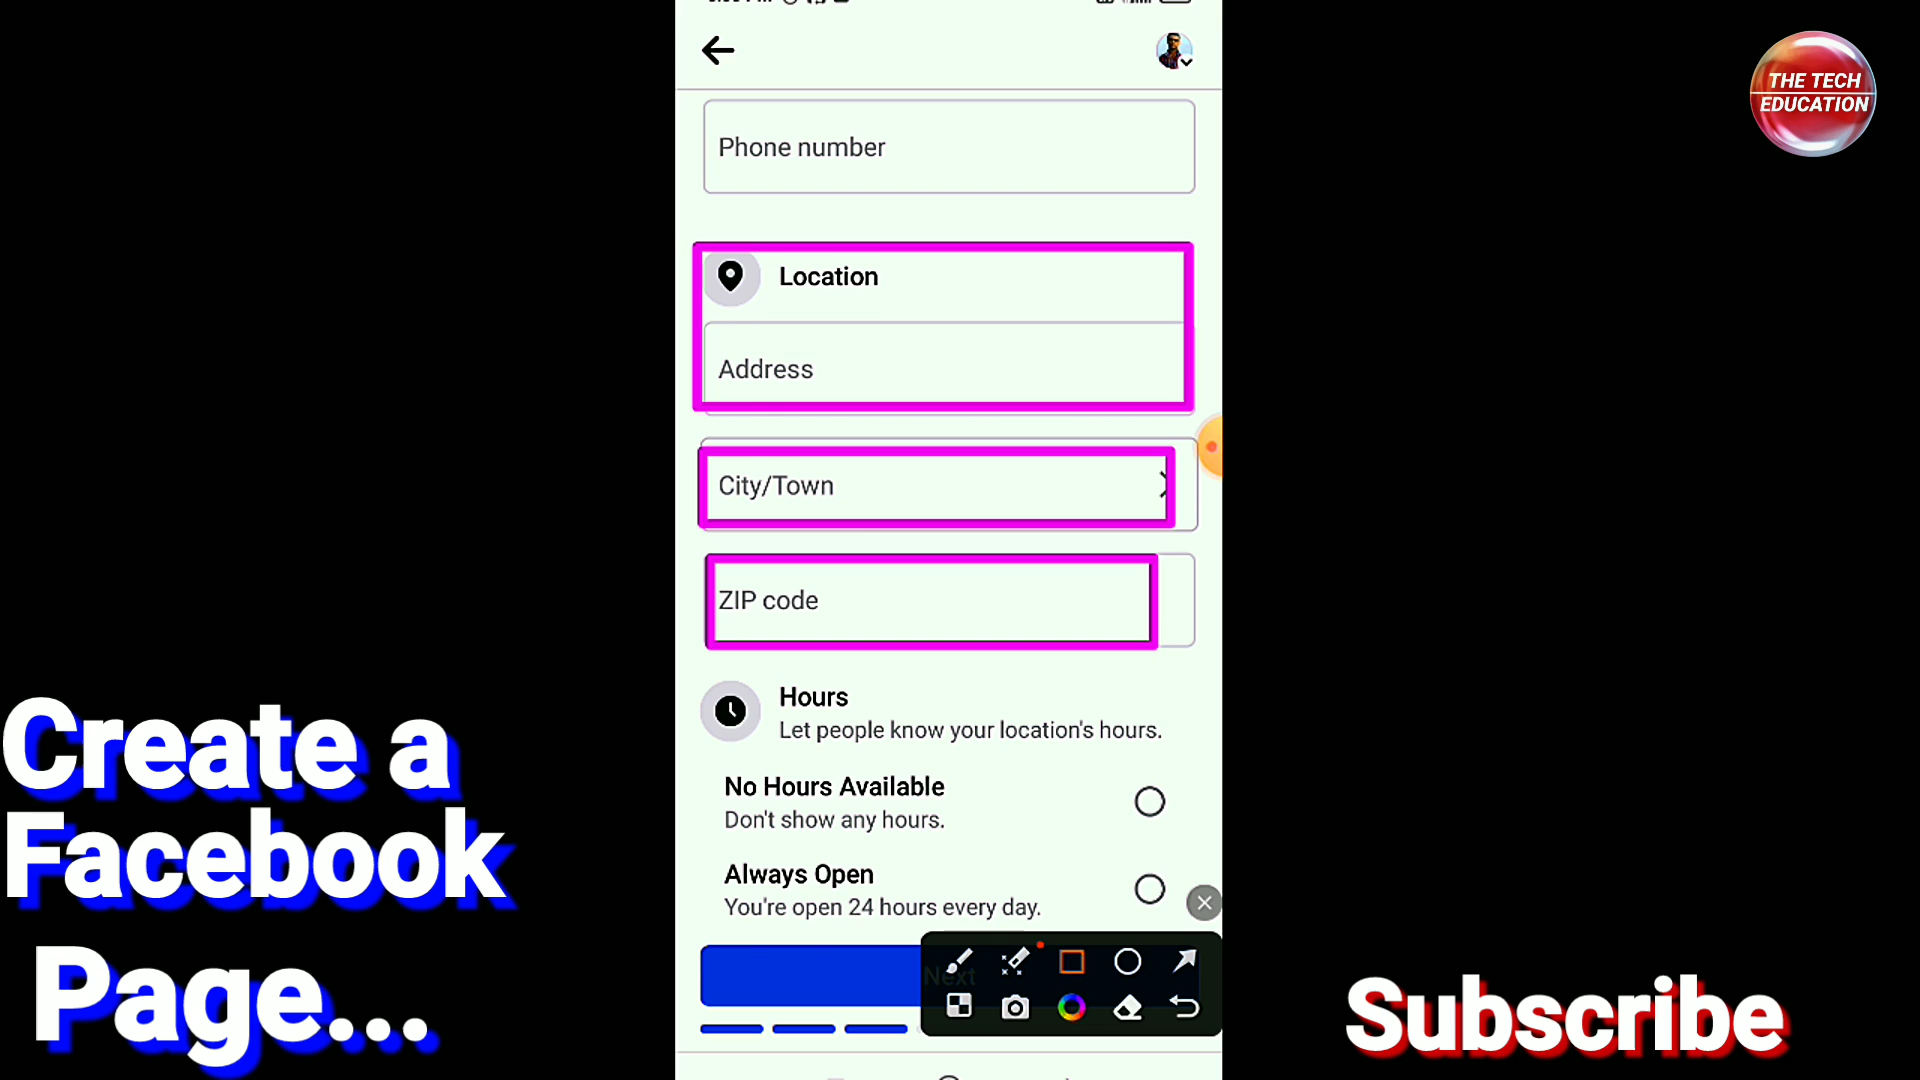 THE TECH
EDUCATION
Phone number
Location
Address
City/Town
ZIP code
Hours
Let people know your location's hours.
No Hours Available
Don't show any hours.
Always Open
You're open 24 hours every day.
Next
Create a
Facebook
Page...
Subscribe